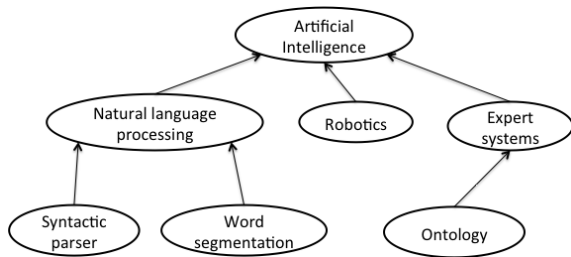 Artificial
Intelligence
Natural language
processing
Robotics
Expert
systems
Syntactic
parser
Word
segmentation
Ontology